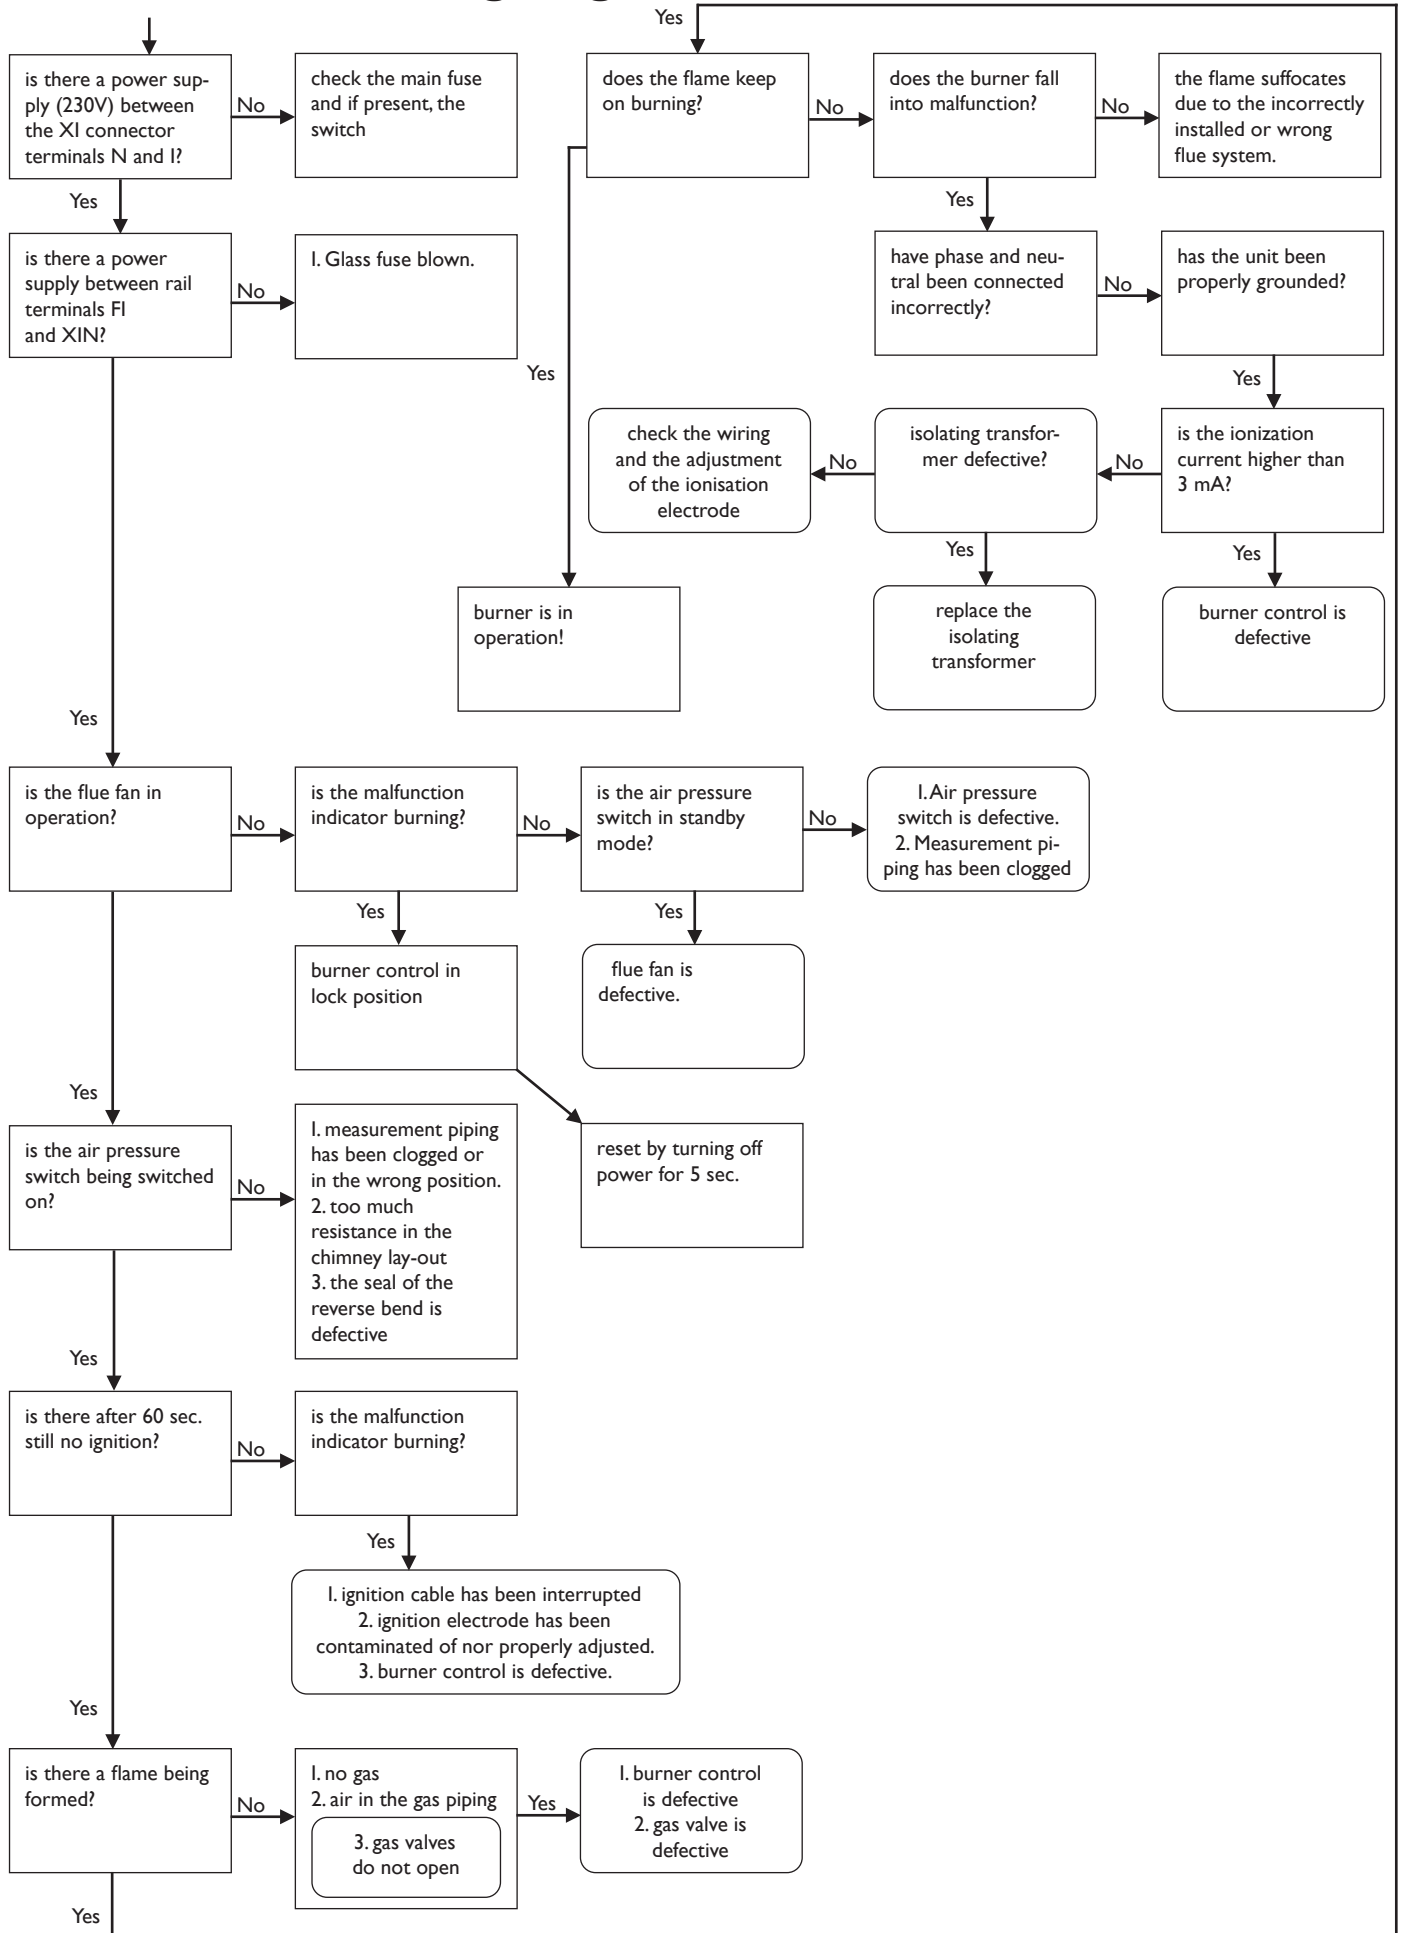 is there a power sup-
ply (230V) between
the XI connector
terminals N and I?
No
check the main fuse
and if present, the
switch
Yes
is there a power
supply between rail
terminals FI
and XIN?
No
I. Glass fuse blown.
Yes
is the flue fan in
operation?
No
is the malfunction
indicator burning?
No
is the air pressure
switch in standby
mode?
No
I. Air pressure
switch is defective.
2. Measurement pi-
ping has been clogged
Yes
burner control in
lock position
Yes
flue fan is
defective.
reset by turning off
power for 5 sec.
Yes
is the air pressure
switch being switched
on?
No
I. measurement piping
has been clogged or
in the wrong position.
2. too much
resistance in the
chimney lay-out
3. the seal of the
reverse bend is
defective
Yes
is there after 60 sec.
still no ignition?
No
is the malfunction
indicator burning?
Yes
I. ignition cable has been interrupted
2. ignition electrode has been
contaminated of nor properly adjusted.
3. burner control is defective.
Yes
is there a flame being
formed?
No
I. no gas
2. air in the gas piping
3. gas valves
do not open
Yes
I. burner control
is defective
2. gas valve is
defective
Yes
Yes
does the flame keep
on burning?
No
does the burner fall
into malfunction?
No
the flame suffocates
due to the incorrectly
installed or wrong
flue system.
Yes
burner is in
operation!
Yes
have phase and neu-
tral been connected
incorrectly?
No
has the unit been
properly grounded?
Yes
is the ionization
current higher than
3 mA?
No
isolating transfor-
mer defective?
No
check the wiring
and the adjustment
of the ionisation
electrode
Yes
replace the
isolating
transformer
Yes
burner control is
defective